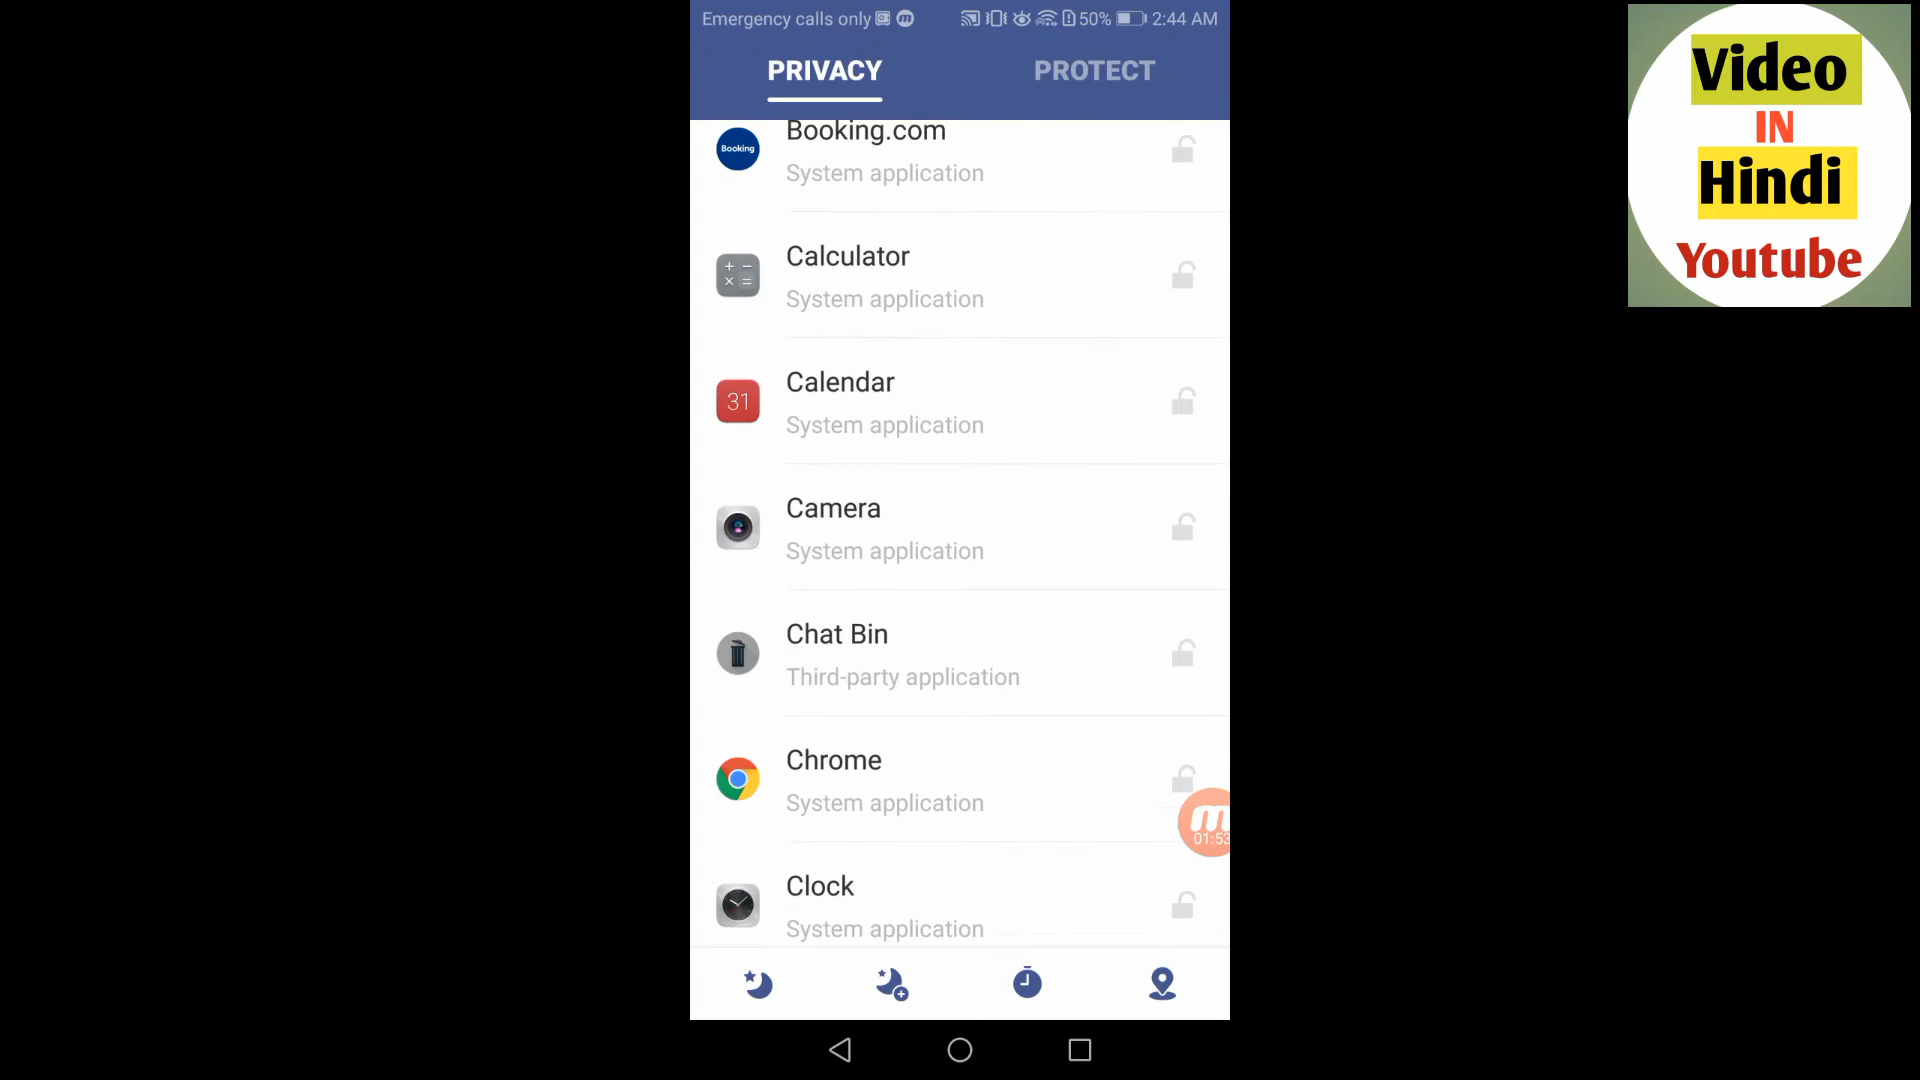 Emergency calls only 50% 2:44 AM
PRIVACY PROTECT
Booking
Booking.com
System application
Calculator
System application
31
Calendar
System application
Camera
System application
Chat Bin
Third-party application
Chrome
System application
01:53
Clock
System application
Video
IN
Hindi
Youtube